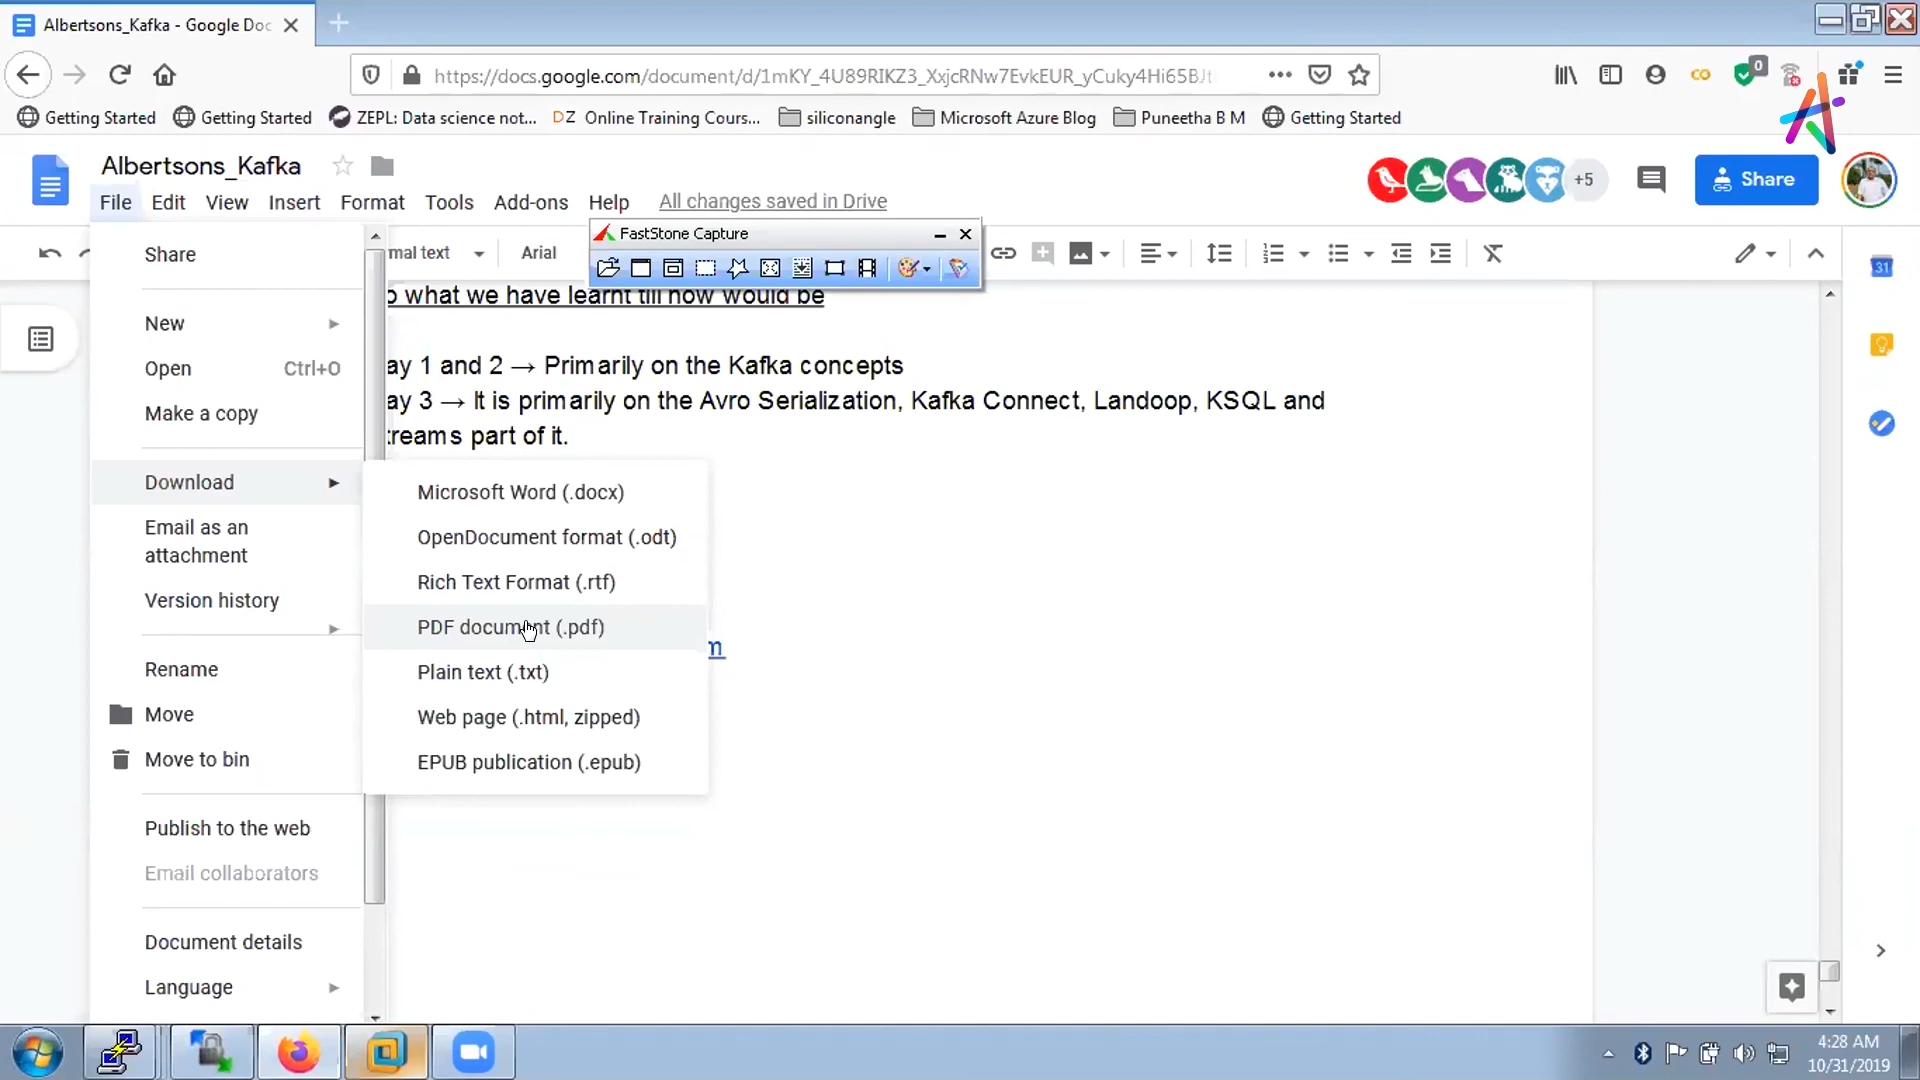 Albertsons_Kafka - Google Doc
https://docs.google.com/document/d/1mKY_4U89RIKZ3_XxjcRNw7EvkEUR_yCuky4Hi65BJ
0
Getting Started
Getting Started
ZEPL: Data science not...
DZ Online Training Cours...
siliconangle
Microsoft Azure Blog
Puneetha B M
Getting Started
Albertsons_Kafka
+5
Share
File Edit View Insert Format Tools Add-ons Help All changes saved in Drive
FastStone Capture
mal text
Arial
31
Share
New
Open Ctrl+O
Make a copy
Download
Email as an
attachment
Version history
Rename
Move
Move to bin
Publish to the web
Email collaborators
Document details
Language
Microsoft Word (.docx)
OpenDocument format (.odt)
Rich Text Format (.rtf)
PDF document (.pdf)
Plain text (.txt)
Web page (.html, zipped)
EPUB publication (.epub)
o what we have learnt till now would be
ay 1 and 2 → Primarily on the Kafka concepts
ay 3 → It is primarily on the Avro Serialization, Kafka Connect, Landoop, KSQL and
treams part of it.
m
4:28 AM
10/31/2019